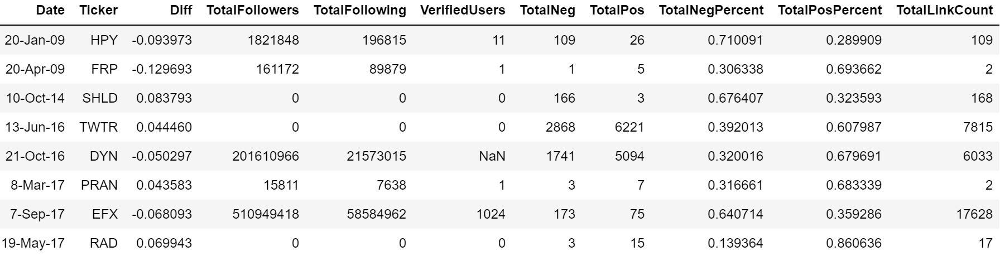 Date Ticker Diff TotalFollowers TotalFollowing VerifiedUsers TotalNeg TotalPos TotalNegPercent TotalPosPercent TotalLinkCount
20-Jan-09 HPY -0.093973 1821848 196815 11 109 26 0.710091 0.289909 109
20-Apr-09 FRP -0.129693 161172 89879 1 1 5 0.306338 0.693662 2
10-Oct-14 SHLD 0.083793 0 0 0 166 3 0.676407 0.323593 168
13-Jun-16 TWTR 0.044460 0 0 0 2868 6221 0.392013 0.607987 7815
21-Oct-16 DYN -0.050297 201610966 21573015 NaN 1741 5094 0.320016 0.679691 6033
8-Mar-17 PRAN 0.043583 15811 7638 1 3 7 0.316661 0.683339 2
7-Sep-17 EFX -0.068093 510949418 58584962 1024 173 75 0.640714 0.359286 17628
19-May-17 RAD 0.069943 0 0 0 3 15 0.139364 0.860636 17